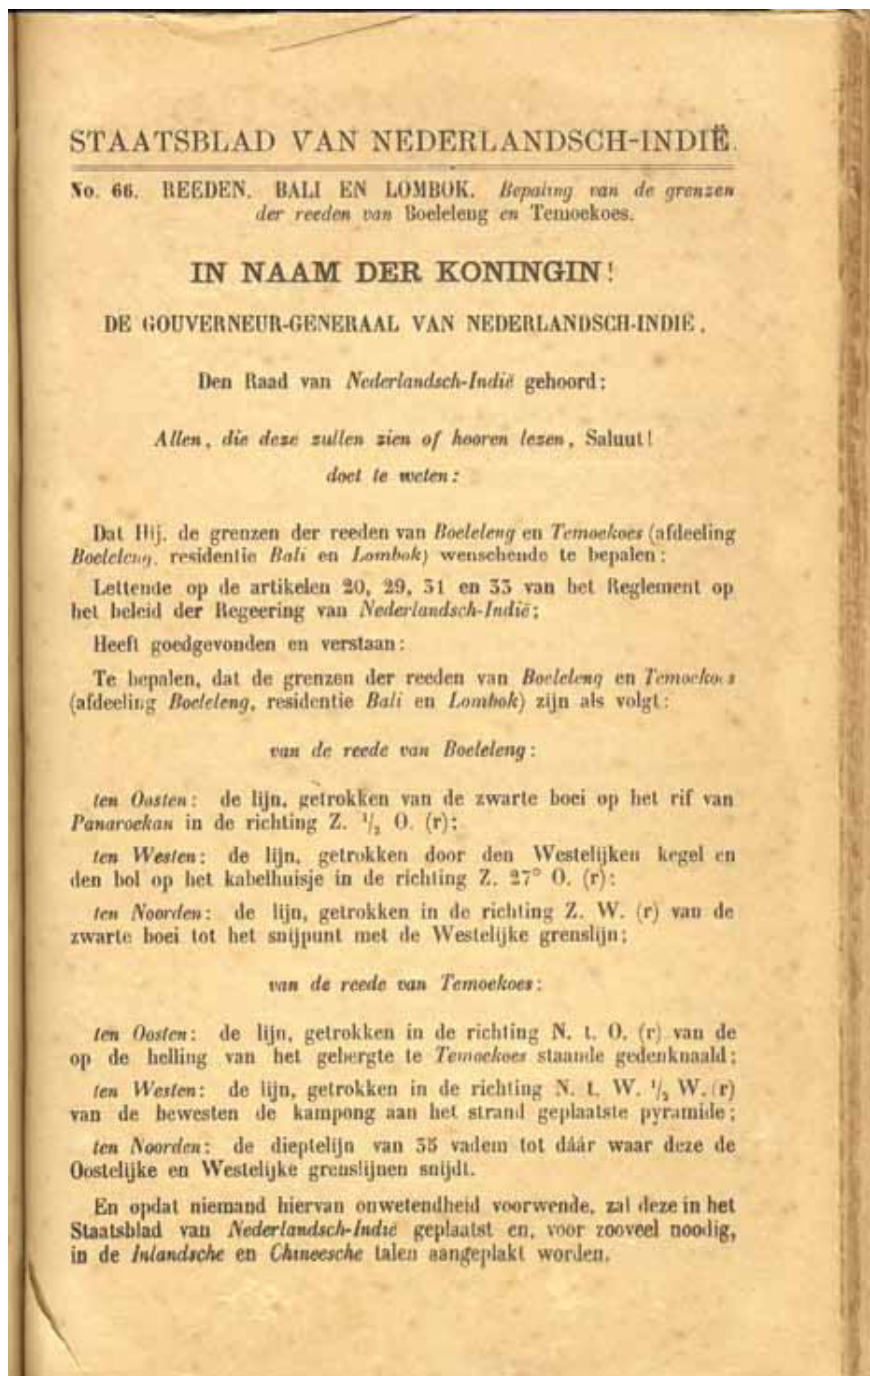 STAATSBLAD VAN NEDERLANDSCH-INDIË.
No. 66. REEDEN. BALI EN LOMBOK. Bepaling van de grenzen
der reeden van Boeleleng en Temoekoes.
IN NAAM DER KONINGIN!
DE GOUVERNEUR-GENERAAL VAN NEDERLANDSCH-INDIË,
Den Raad van Nederlandsch-Indië gehoord;
Allen, die deze zullen zien of hooren lezen, Saluut!
doet te weten:
Dat Hij, de grenzen der reeden van Boeleleng en Temoekoes (afdeeling
Boeleleng, residentie Bali en Lombok) wenschende te bepalen;
Lettende op de artikelen 20, 29, 31 en 33 van het Reglement op
het beleid der Regeering van Nederlandsch-Indië;
Heeft goedgevonden en verstaan:
Te bepalen, dat de grenzen der reeden van Boeleleng en Temoekoes
(afdeeling Boeleleng, residentie Bali en Lombok) zijn als volgt:
van de reede van Boeleleng:
ten Oosten: de lijn, getrokken van de zwarte boei op het rif van
Panaroekan in de richting Z. 1/2 O. (r);
ten Westen: de lijn, getrokken door den Westelijken kegel en
den bol op het kabelhuisje in de richting Z. 27° O. (r);
ten Noorden: de lijn, getrokken in de richting Z. W. (r) van de
zwarte boei tot het snijpunt met de Westelijke grenslijn;
van de reede van Temoekoes:
ten Oosten: de lijn, getrokken in de richting N. t. O. (r) van de
op de helling van het gebergte te Temoekoes staande gedenknaald;
ten Westen: de lijn, getrokken in de richting N. t. W. 1/2 W. (r)
van de bewesten de kampong aan het strand geplaatste pyramide;
ten Noorden: de dieptelijn van 35 vadem tot dáár waar deze de
Oostelijke en Westelijke grenslijnen snijdt.
En opdat niemand hiervan onwetendheid voorwende, zal deze in het
Staatsblad van Nederlandsch-Indië geplaatst en, voor zooveel noodig,
in de Inlandsche en Chineesche talen aangeplakt worden.